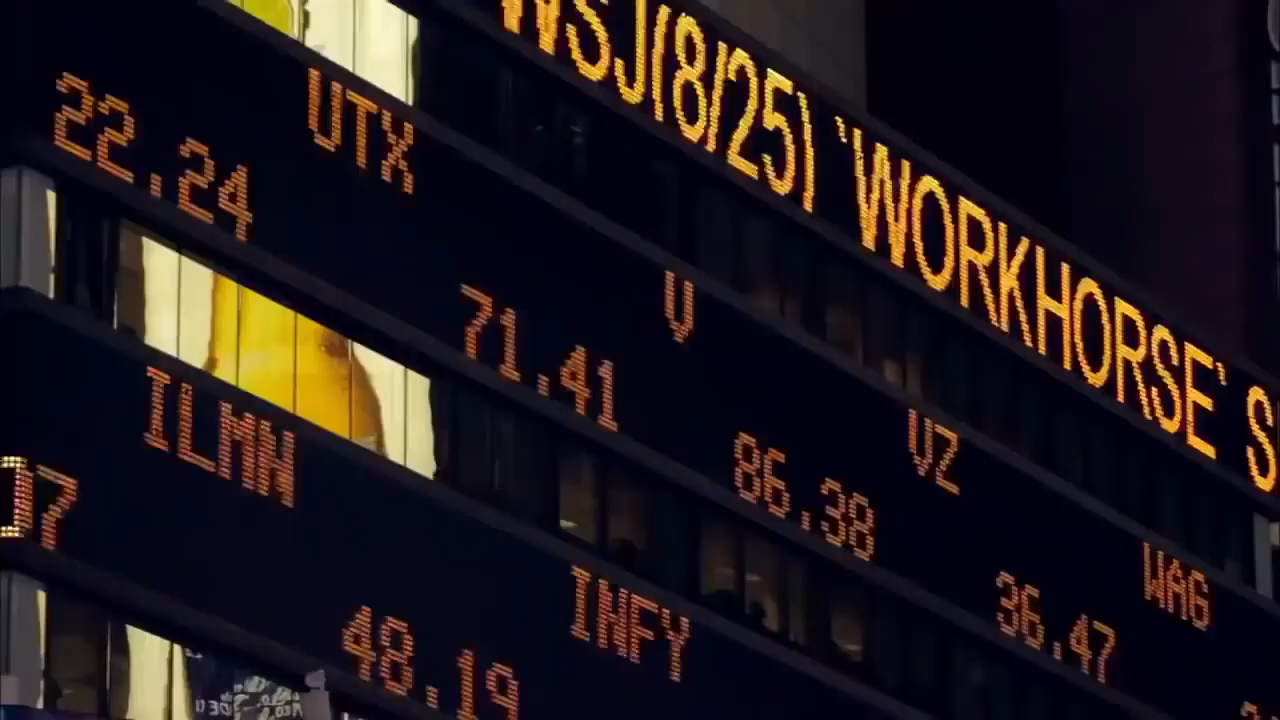 WSJ(8/25) `WORKHORSE` S
22.24 UTX 71.41 V 86.38 VZ 36.47 WAG
07 ILMN 48.19 INFY